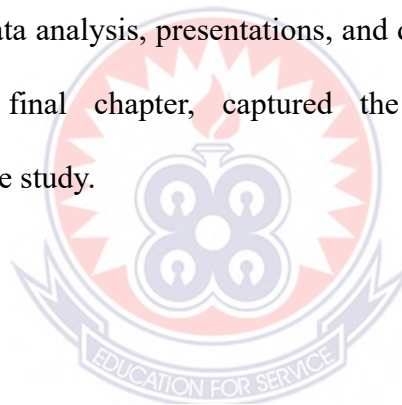 ata analysis, presentations, and
final chapter, captured the
e study.
EDUCATION FOR SERVICE